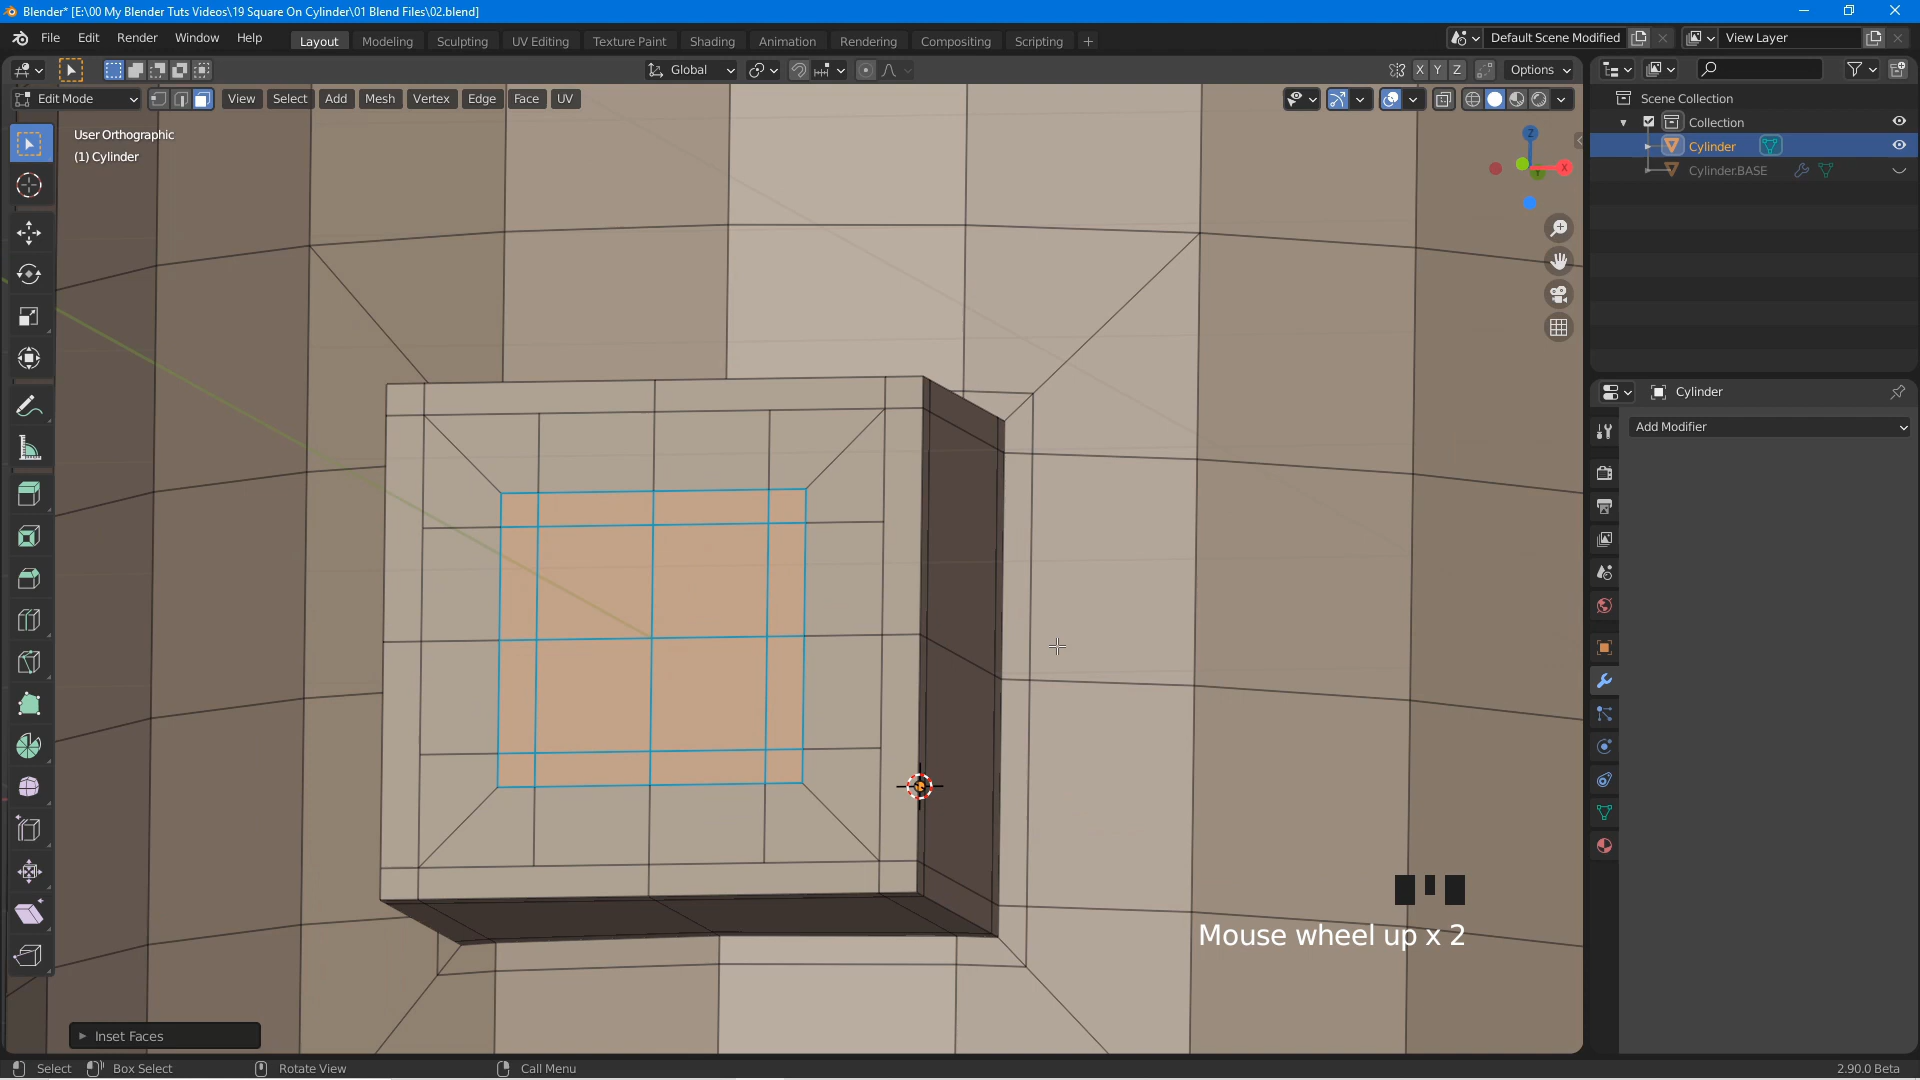 Blender* [E:\00 My Blender Tuts Videos\19 Square On Cylinder\01 Blend Files\02.blend]
File Edit Render Window Help
Layout Modeling Sculpting UV Editing Texture Paint Shading Animation Rendering Compositing Scripting +
Default Scene Modified
View Layer
Global
X Y Z Options
Edit Mode
View Select Add Mesh Vertex Edge Face UV
User Orthographic
(1) Cylinder
Z
X
Y
Scene Collection
Collection
Cylinder
Cylinder.BASE
Cylinder
Add Modifier
Mouse wheel up x 2
Inset Faces
Select Box Select Rotate View Call Menu
2.90.0 Beta